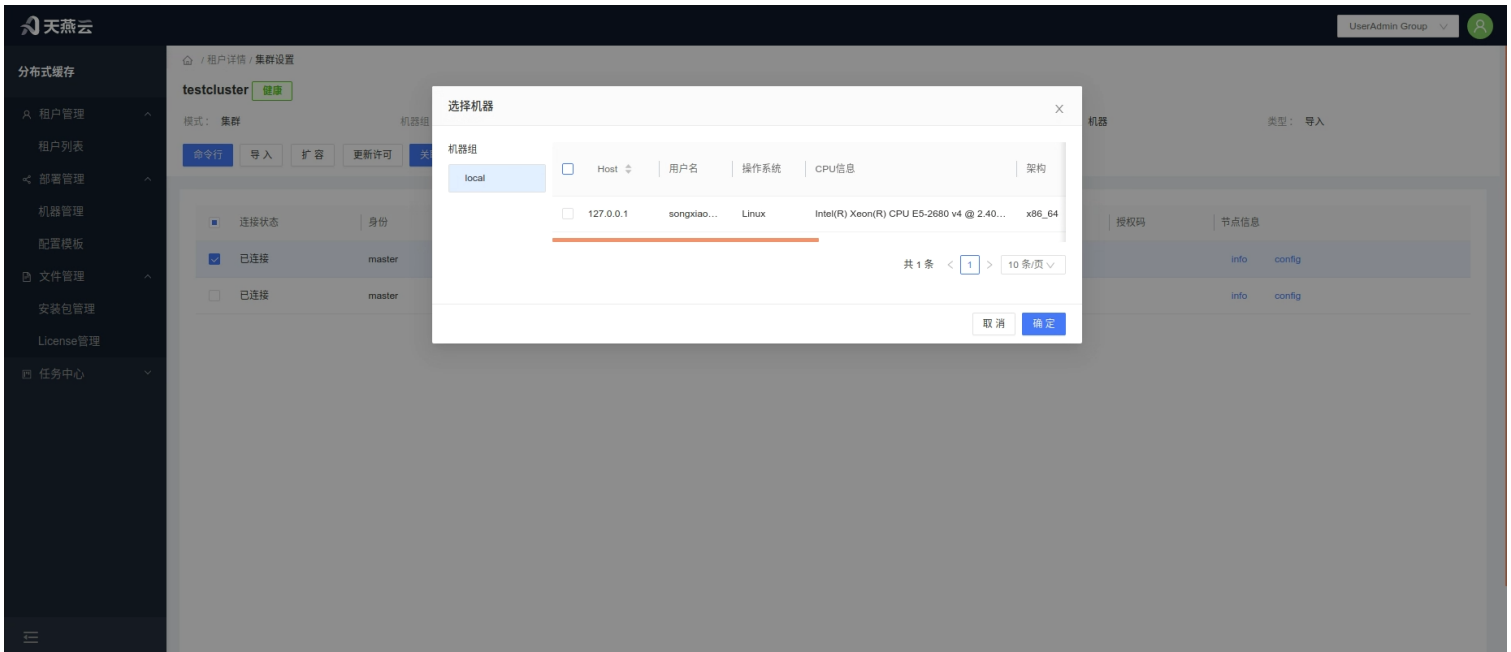 天燕云
UserAdmin Group
分布式缓存
租户管理
租户列表
部署管理
机器管理
配置模板
文件管理
安装包管理
License管理
任务中心
/ 租户详情 / 集群设置
testcluster 健康
模式： 集群 机器组 机器 类型： 导入
命令行 导入 扩容 更新许可
连接状态 身份 授权码 节点信息
已连接 master info config
已连接 master info config
选择机器
机器组
local
Host 用户名 操作系统 CPU信息 架构
127.0.0.1 songxiao... Linux Intel(R) Xeon(R) CPU E5-2680 v4 @ 2.40... x86_64
共 1 条 < 1 > 10 条/页
取消 确定